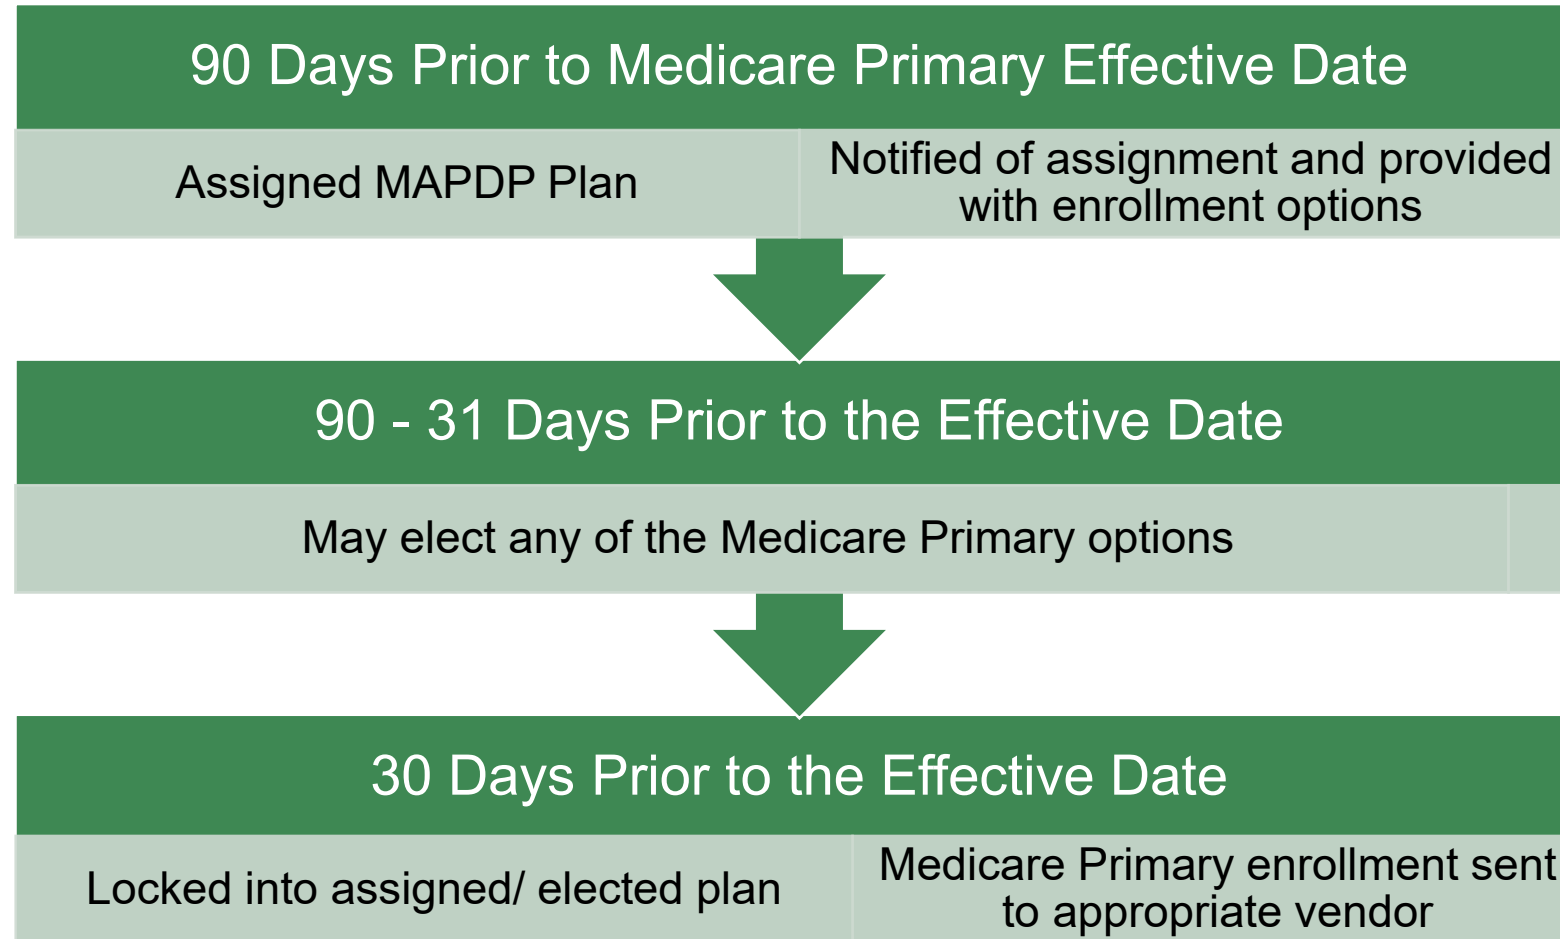 90 Days Prior to Medicare Primary Effective Date
Assigned MAPDP Plan
Notified of assignment and provided
with enrollment options
90 - 31 Days Prior to the Effective Date
May elect any of the Medicare Primary options
30 Days Prior to the Effective Date
Locked into assigned/ elected plan
Medicare Primary enrollment sent
to appropriate vendor